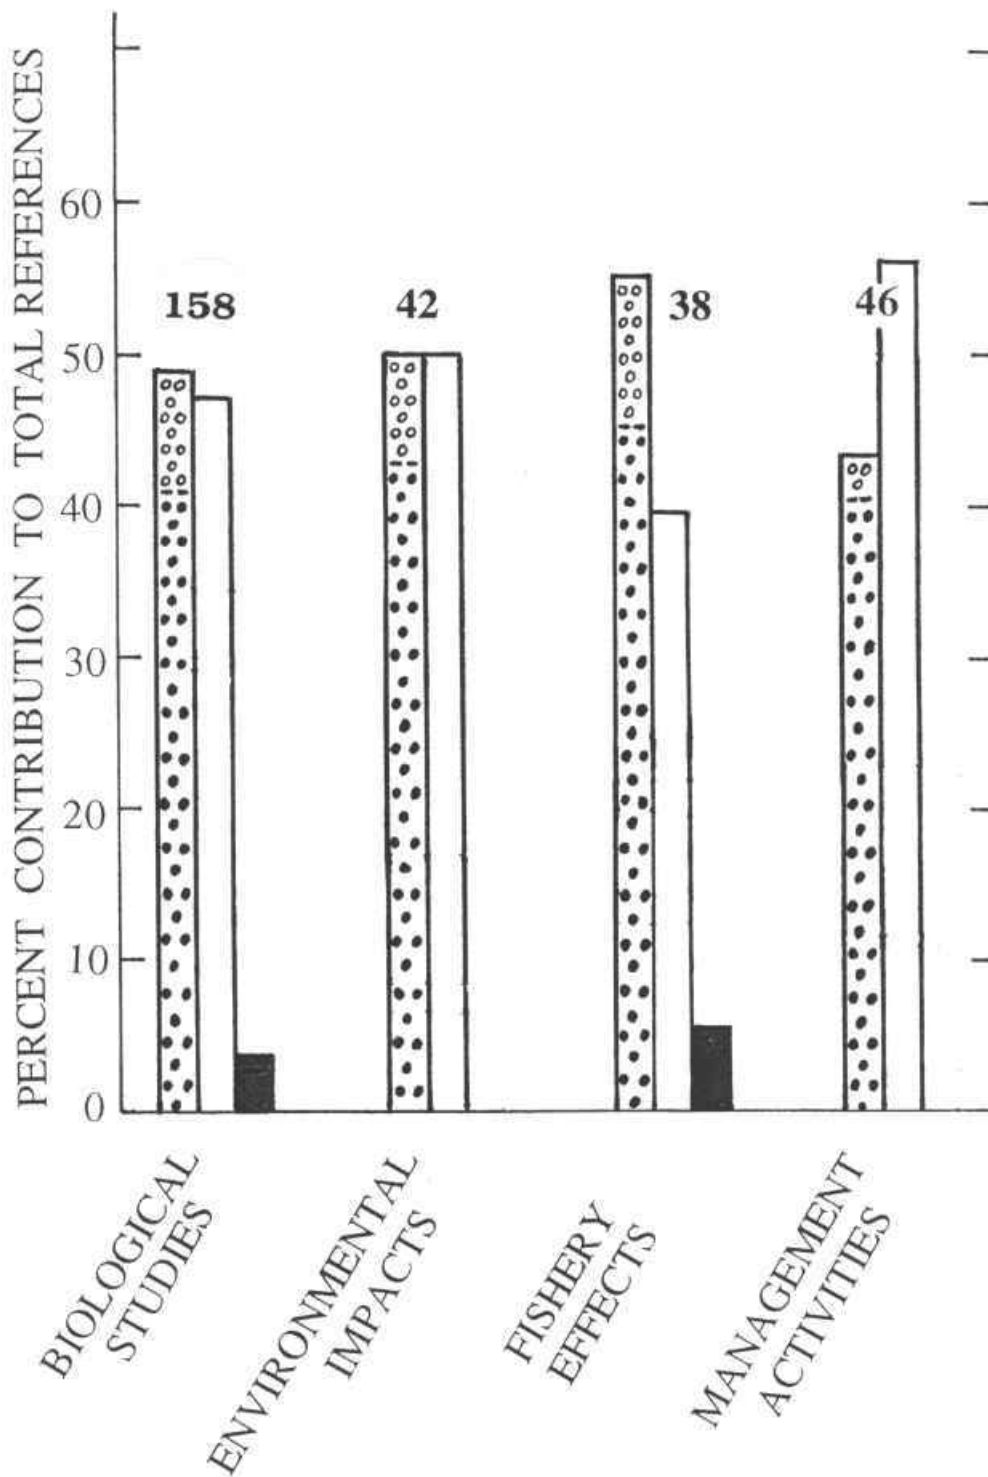 PERCENT CONTRIBUTION TO TOTAL REFERENCES
60
50
40
30
20
10
0
158
42
38
46
BIOLOGICAL
STUDIES
ENVIRONMENTAL
IMPACTS
FISHERY
EFFECTS
MANAGEMENT
ACTIVITIES